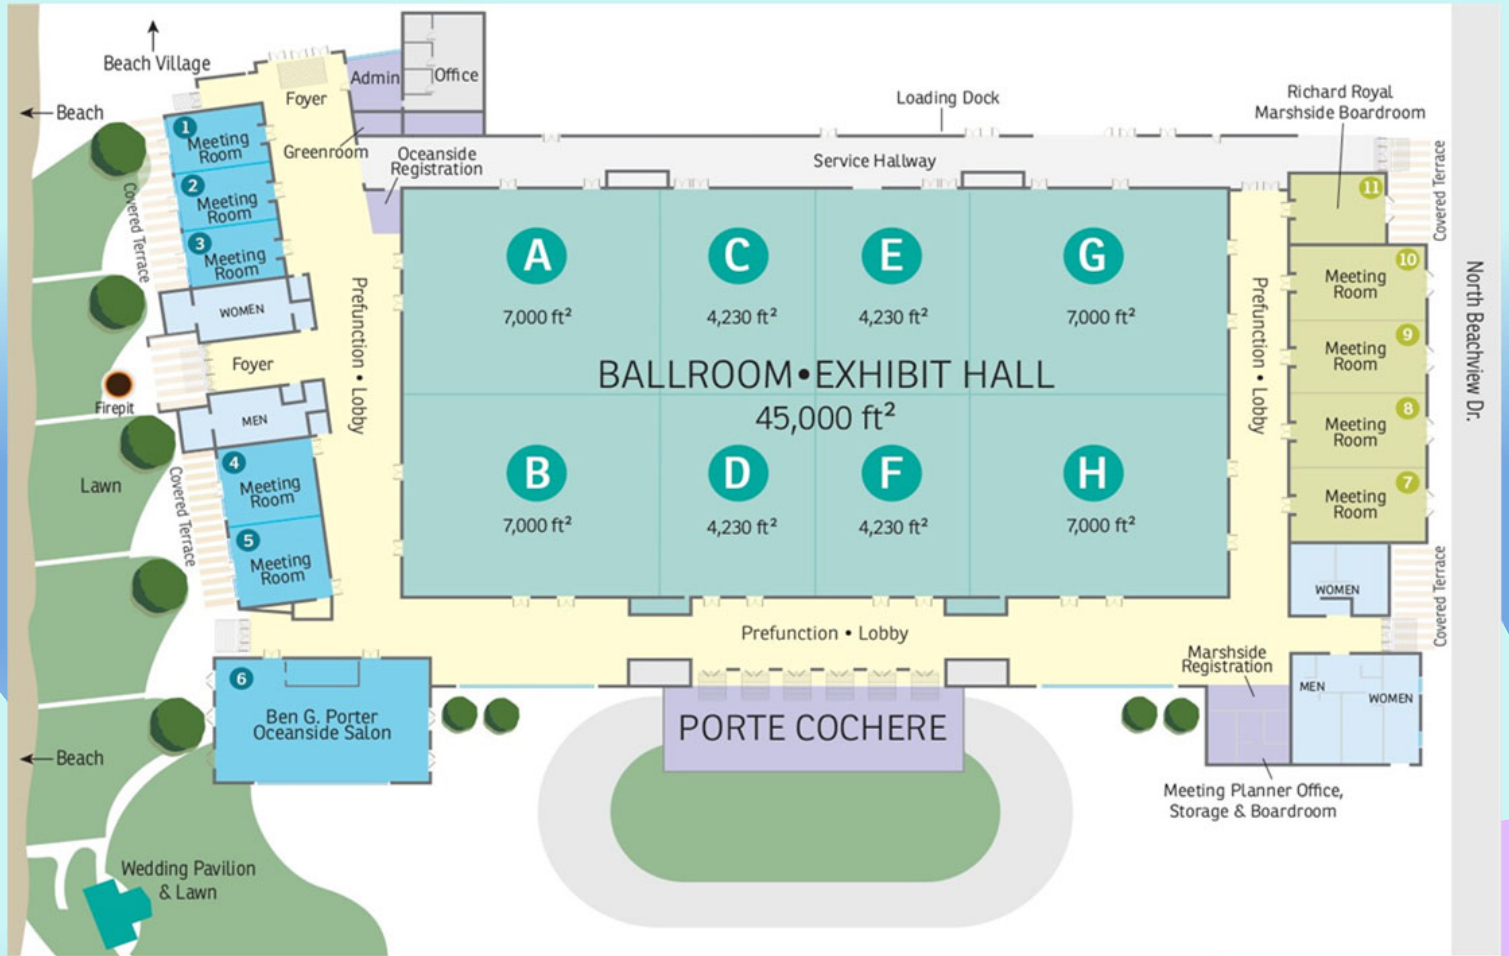 Beach Village
Beach
Foyer
Admin
Office
Greenroom
Oceanside
Registration
Loading Dock
Service Hallway
Richard Royal
Marshside Boardroom
1
Meeting
Room
2
Meeting
Room
3
Meeting
Room
Covered Terrace
WOMEN
Foyer
Firepit
MEN
Lawn
Covered Terrace
4
Meeting
Room
5
Meeting
Room
Prefunction • Lobby
A
7,000 ft²
C
4,230 ft²
E
4,230 ft²
G
7,000 ft²
BALLROOM•EXHIBIT HALL
45,000 ft²
B
7,000 ft²
D
4,230 ft²
F
4,230 ft²
H
7,000 ft²
Prefunction • Lobby
11
10
Meeting
Room
9
Meeting
Room
8
Meeting
Room
7
Meeting
Room
Covered Terrace
North Beachview Dr.
WOMEN
Covered Terrace
Prefunction • Lobby
Marshside
Registration
MEN
WOMEN
6
Ben G. Porter
Oceanside Salon
PORTE COCHERE
Beach
Meeting Planner Office,
Storage & Boardroom
Wedding Pavilion
& Lawn